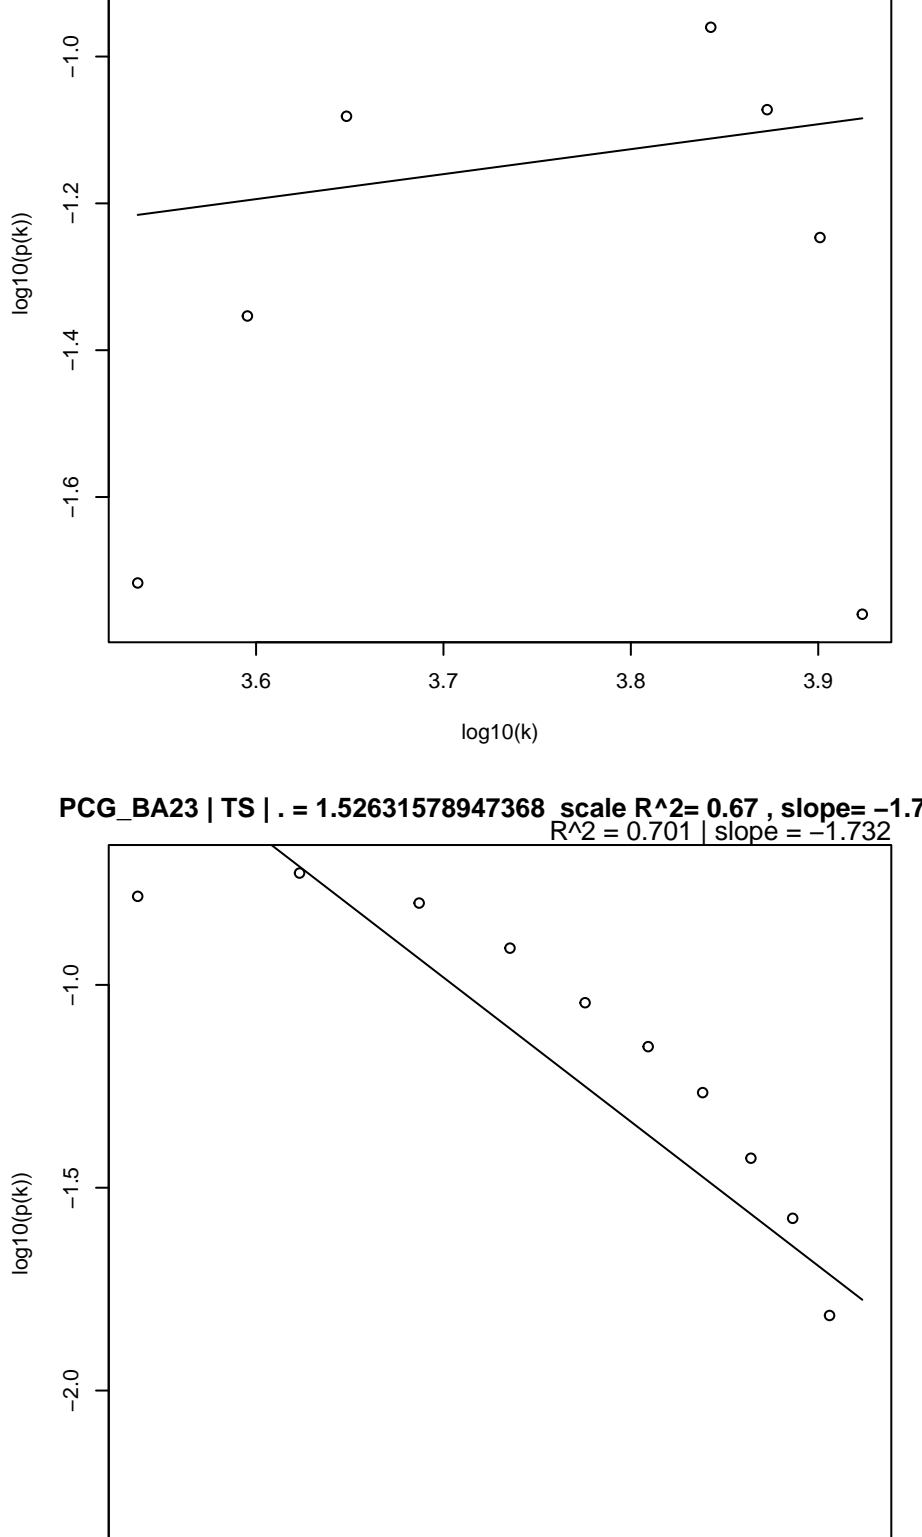 −1.0
−1.2
−1.4
−1.6
log10(p(k))
3.6 3.7 3.8 3.9
log10(k)
PCG_BA23 | TS | . = 1.52631578947368 scale R^2= 0.67 , slope= −1.7
R^2 = 0.701 | slope = −1.732
−1.0
−1.5
−2.0
log10(p(k))